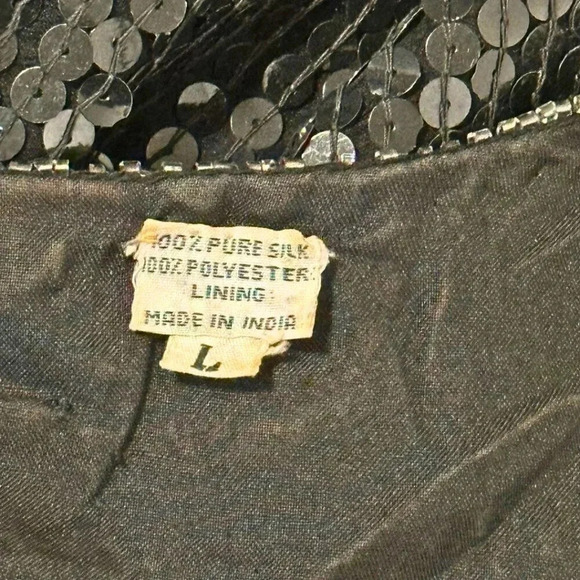 100% PURE SILK
100% POLYESTER
LINING
MADE IN INDIA
L